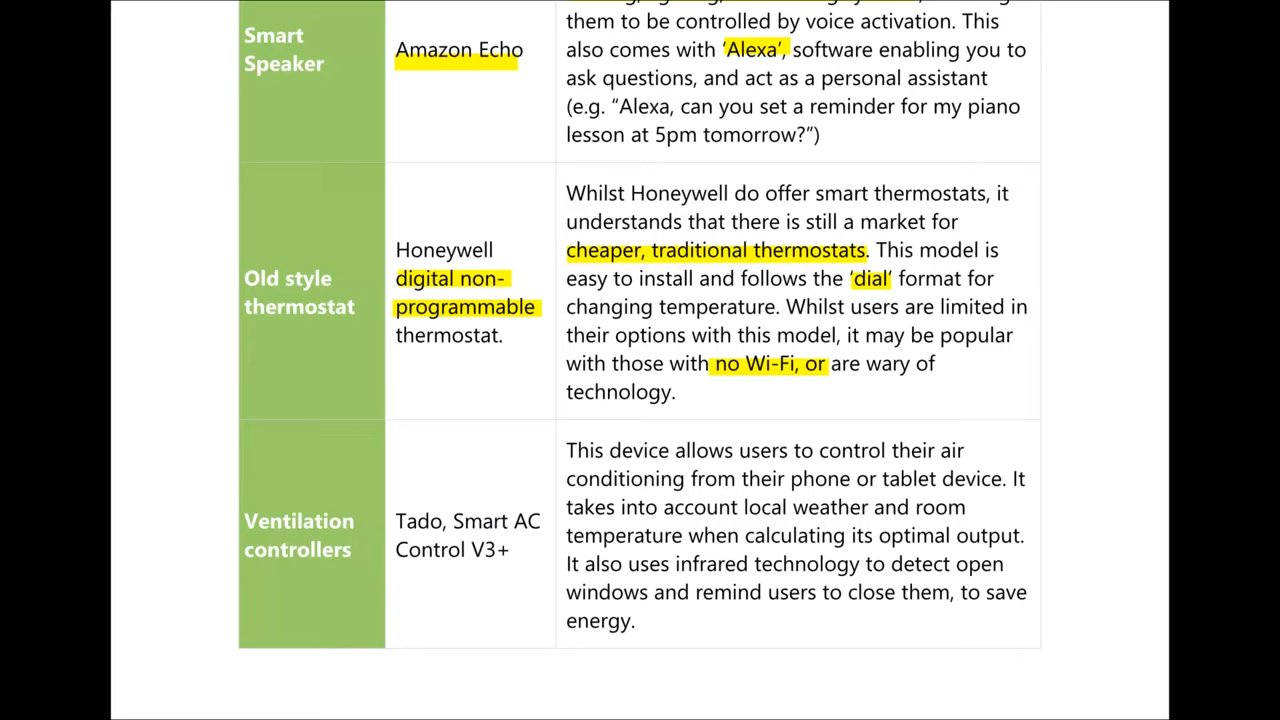 them to be controlled by voice activation. This
Smart
Speaker
Amazon Echo
also comes with ‘Alexa’, software enabling you to
ask questions, and act as a personal assistant
(e.g. “Alexa, can you set a reminder for my piano
lesson at 5pm tomorrow?”)
Old style
thermostat
Honeywell
digital non-
programmable
thermostat.
Whilst Honeywell do offer smart thermostats, it
understands that there is still a market for
cheaper, traditional thermostats. This model is
easy to install and follows the ‘dial’ format for
changing temperature. Whilst users are limited in
their options with this model, it may be popular
with those with no Wi-Fi, or are wary of
technology.
Ventilation
controllers
Tado, Smart AC
Control V3+
This device allows users to control their air
conditioning from their phone or tablet device. It
takes into account local weather and room
temperature when calculating its optimal output.
It also uses infrared technology to detect open
windows and remind users to close them, to save
energy.